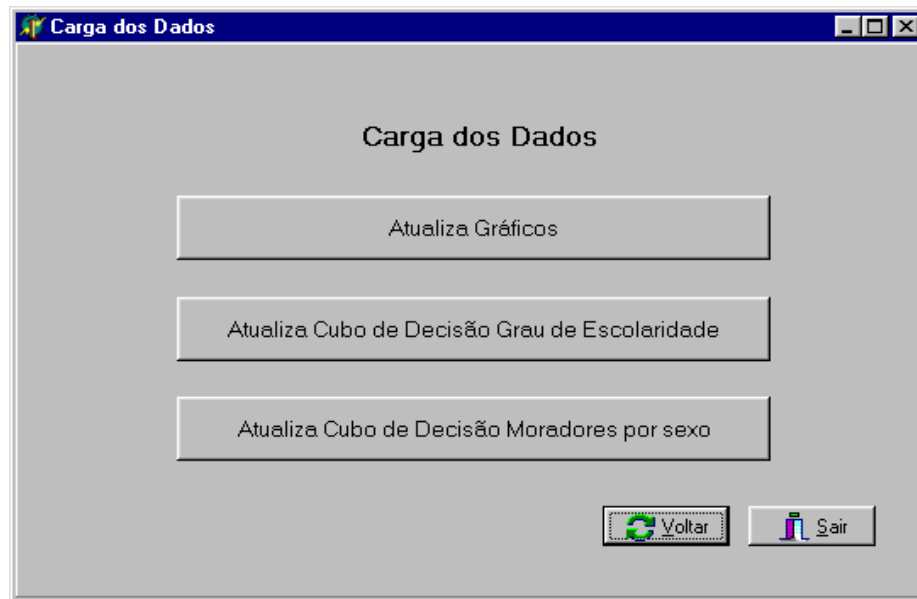 Carga dos Dados
Carga dos Dados
Atualiza Gráficos
Atualiza Cubo de Decisão Grau de Escolaridade
Atualiza Cubo de Decisão Moradores por sexo
Voltar
Sair